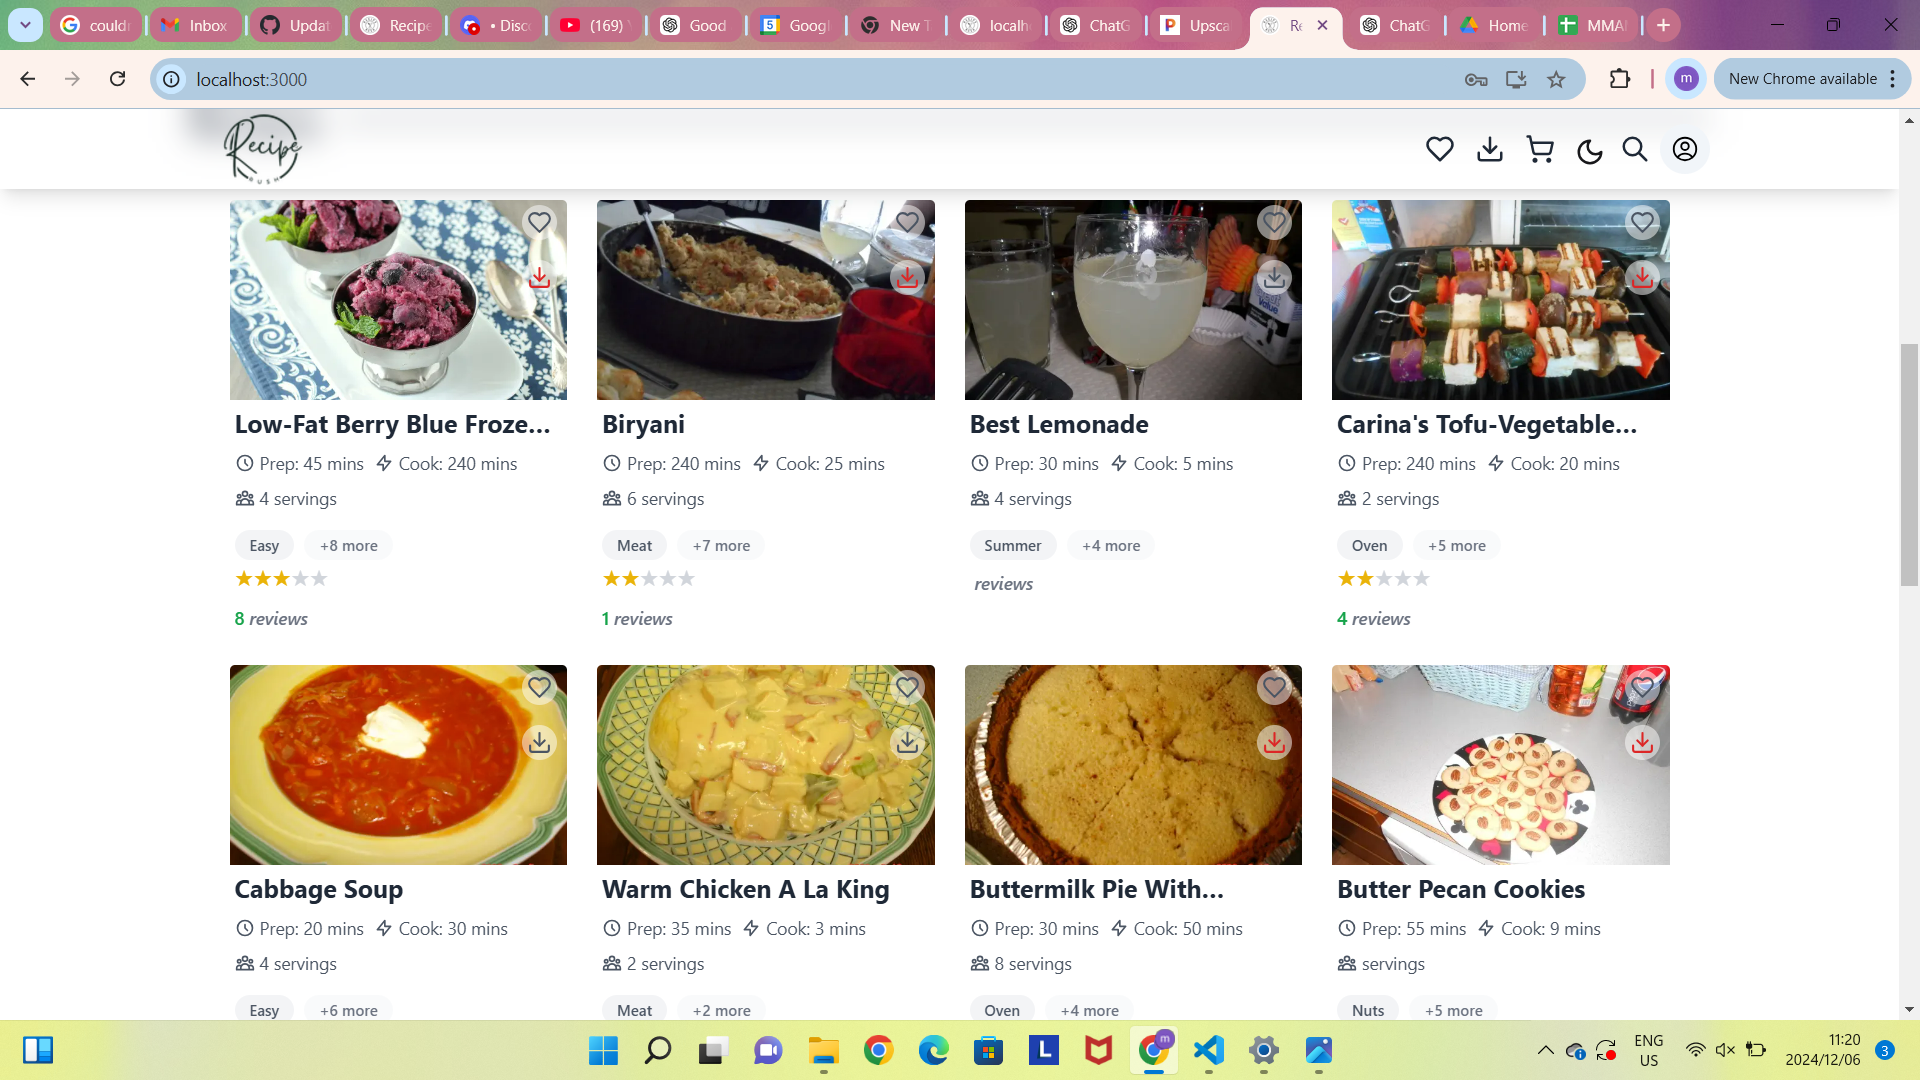 couldn
Inbox
Updat
Recipe
• Disco
(169) Y
Good
Googl
New T
localho
ChatG
Upsca
Re
ChatG
Home
MMAI
localhost:3000
m
New Chrome available
Recipe
RUSH
Low-Fat Berry Blue Froze...
Prep: 45 mins Cook: 240 mins
4 servings
Easy +8 more
8 reviews
Biryani
Prep: 240 mins Cook: 25 mins
6 servings
Meat +7 more
1 reviews
Best Lemonade
Prep: 30 mins Cook: 5 mins
4 servings
Summer +4 more
reviews
Carina's Tofu-Vegetable...
Prep: 240 mins Cook: 20 mins
2 servings
Oven +5 more
4 reviews
Cabbage Soup
Prep: 20 mins Cook: 30 mins
4 servings
Easy +6 more
Warm Chicken A La King
Prep: 35 mins Cook: 3 mins
2 servings
Meat +2 more
Buttermilk Pie With...
Prep: 30 mins Cook: 50 mins
8 servings
Oven +4 more
Butter Pecan Cookies
Prep: 55 mins Cook: 9 mins
servings
Nuts +5 more
ENG
US
11:20
2024/12/06
3